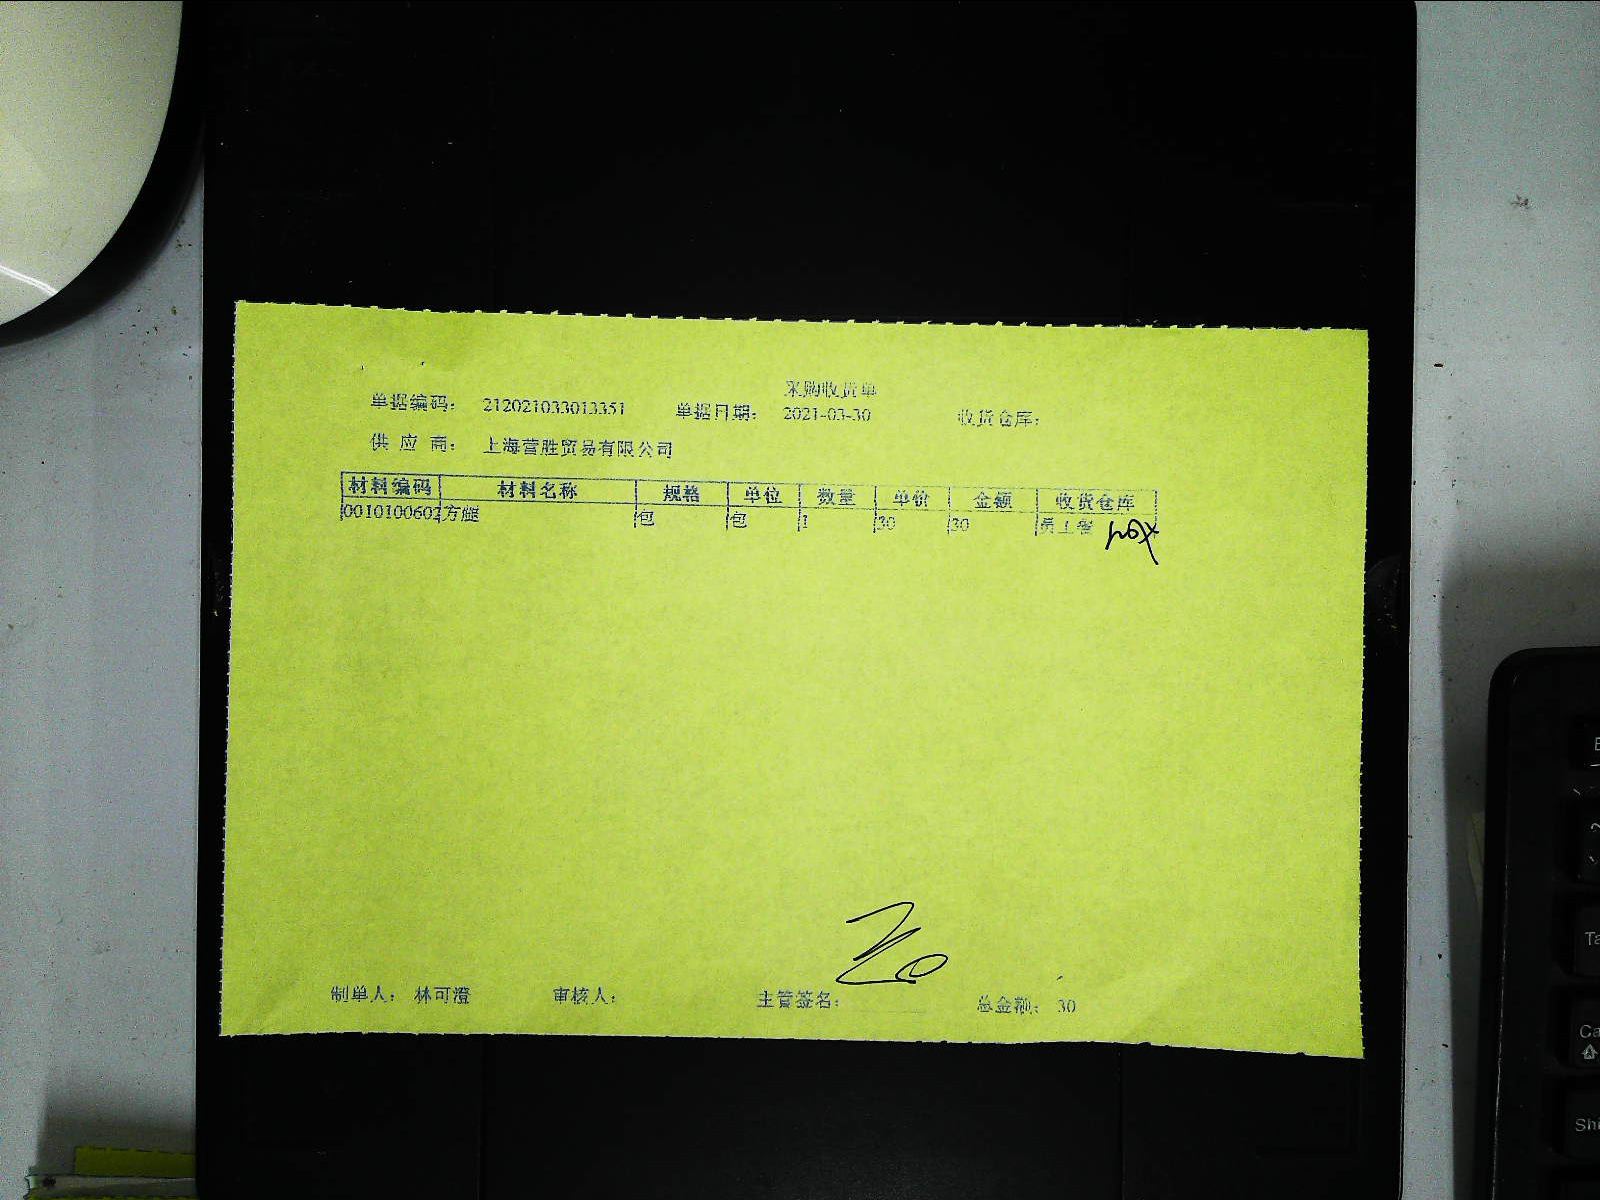 采购收货单
单据编码： 212021033013351 单据日期： 2021-03-30 收货仓库：
供 应 商： 上海营胜贸易有限公司
材料编码 材料名称 规格 单位 数量 单价 金额 收货仓库
0010100602 方腿 包 包 1 30 30 员工餐
制单人： 林可澄 审核人： 主管签名： 总金额： 30